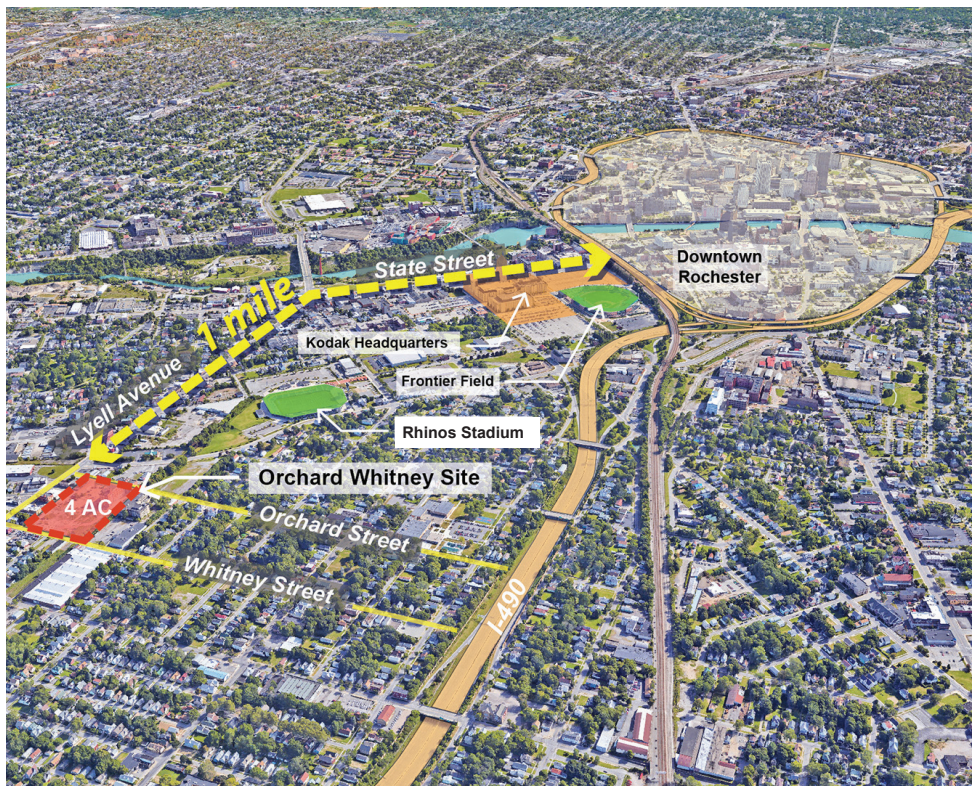 State Street
1 mile
Downtown
Rochester
Kodak Headquarters
Lyell Avenue
Frontier Field
Rhinos Stadium
Orchard Whitney Site
4 AC
Orchard Street
Whitney Street
I-490